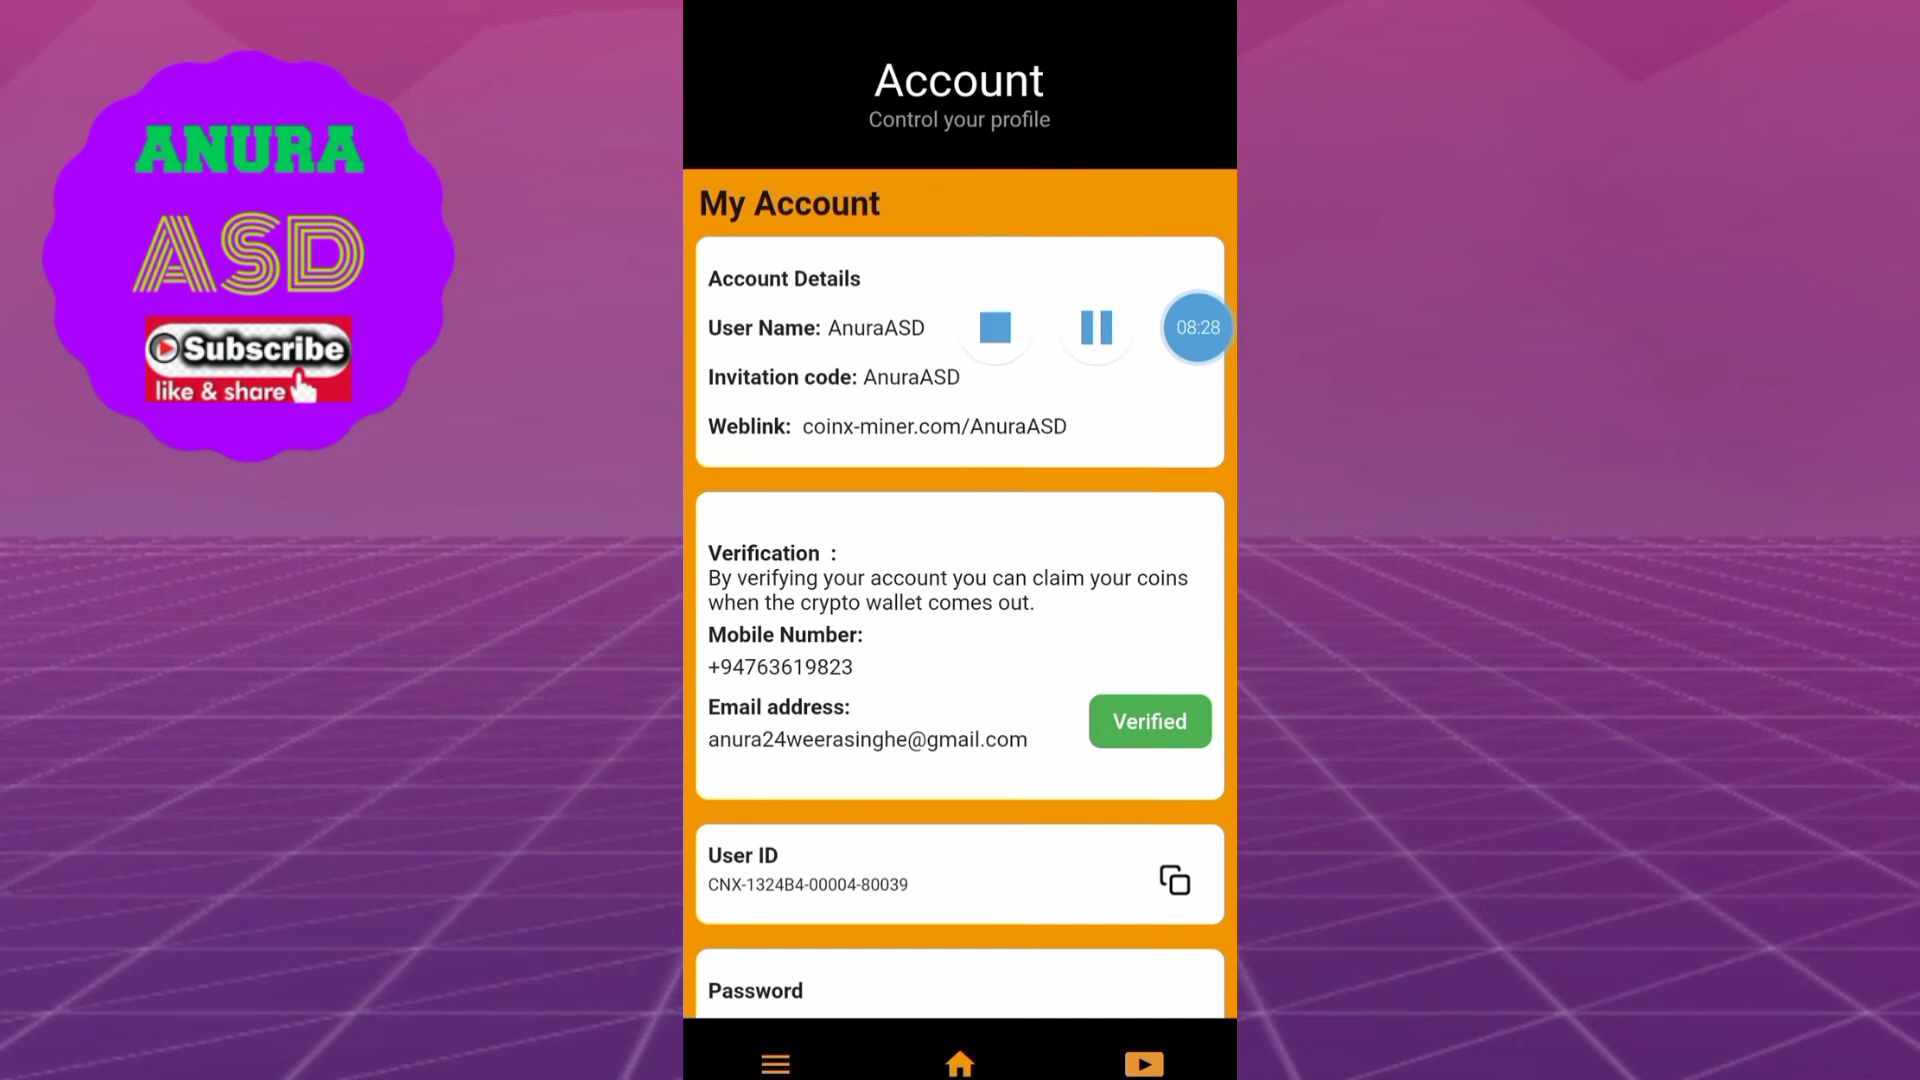 ANURA
ASD
Subscribe
like & share
Account
Control your profile
My Account
Account Details
User Name: AnuraASD
08:28
Invitation code: AnuraASD
Weblink: coinx-miner.com/AnuraASD
Verification :
By verifying your account you can claim your coins
when the crypto wallet comes out.
Mobile Number:
+94763619823
Email address:
anura24weerasinghe@gmail.com
Verified
User ID
CNX-1324B4-00004-80039
Password